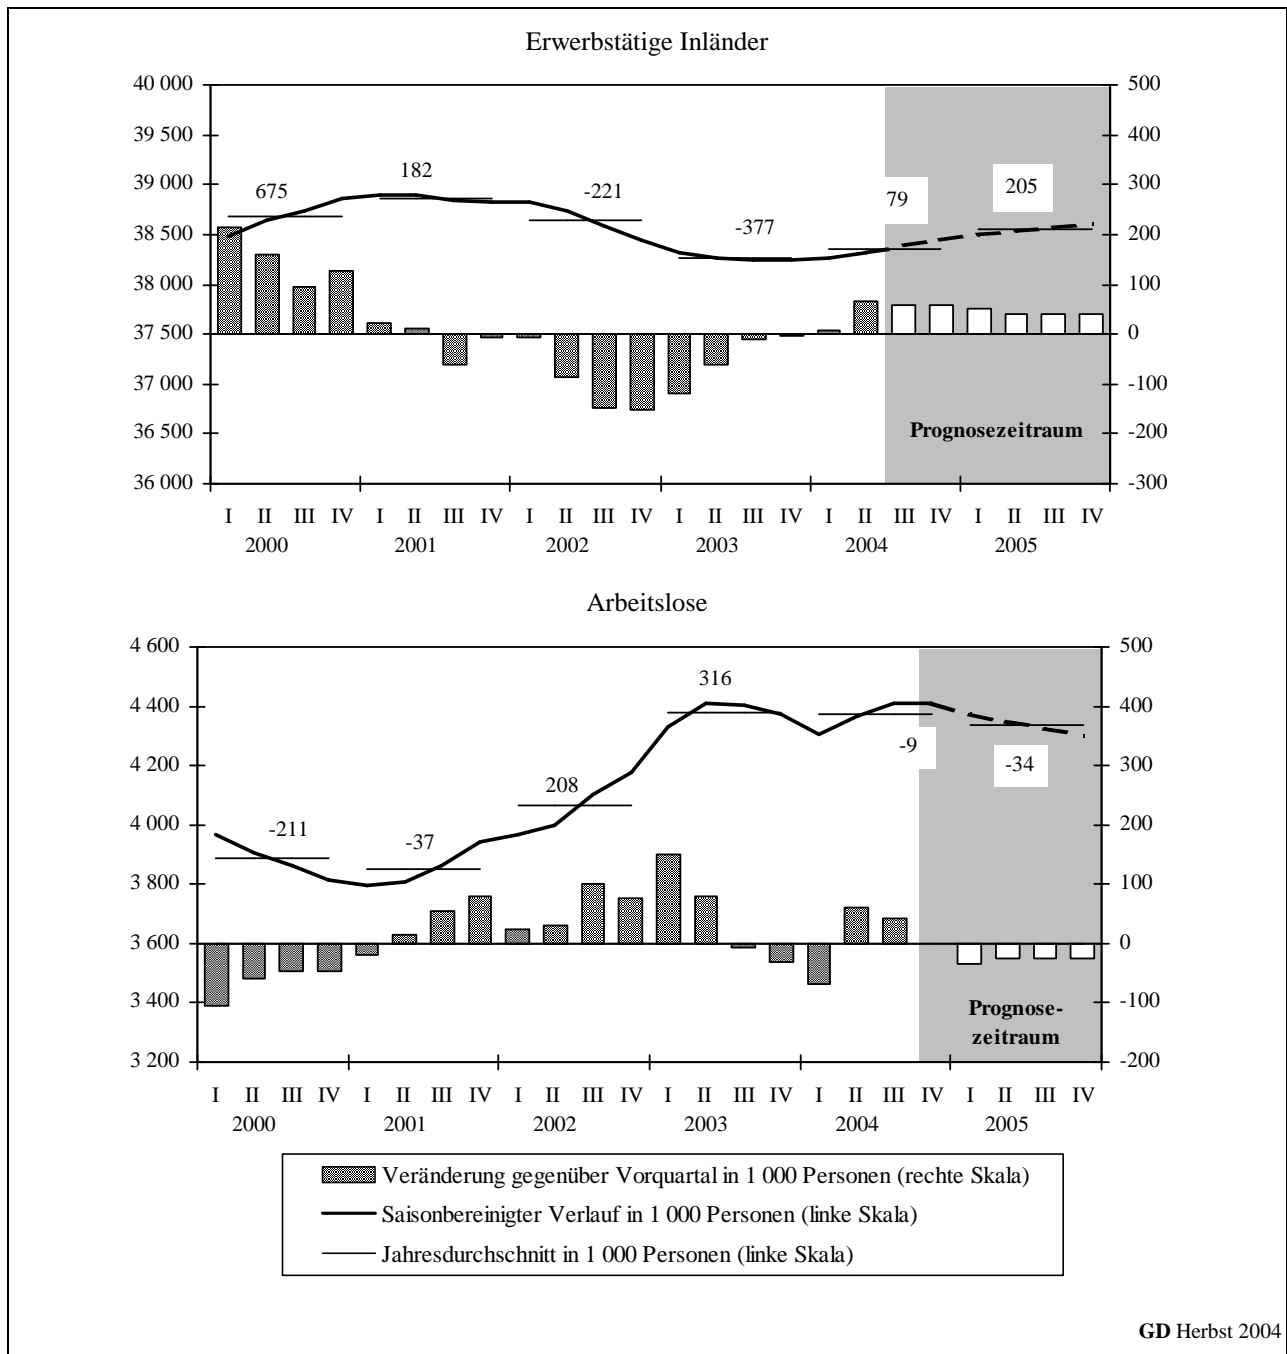 Erwerbstätige Inländer
40 000 500
39 500 400
39 000 300
38 500 200
38 000 100
37 500 0
37 000 -100
36 500 -200
36 000 -300
675
182
-221
-377
79
205
Prognosezeitraum
I II III IV I II III IV I II III IV I II III IV I II III IV I II III IV
2000 2001 2002 2003 2004 2005
Arbeitslose
4 600 500
4 400 400
4 200 300
4 000 200
3 800 100
3 600 0
3 400 -100
3 200 -200
-211
-37
208
316
-9
-34
Prognose-
zeitraum
I II III IV I II III IV I II III IV I II III IV I II III IV I II III IV
2000 2001 2002 2003 2004 2005
Veränderung gegenüber Vorquartal in 1 000 Personen (rechte Skala)
Saisonbereinigter Verlauf in 1 000 Personen (linke Skala)
Jahresdurchschnitt in 1 000 Personen (linke Skala)
GD Herbst 2004